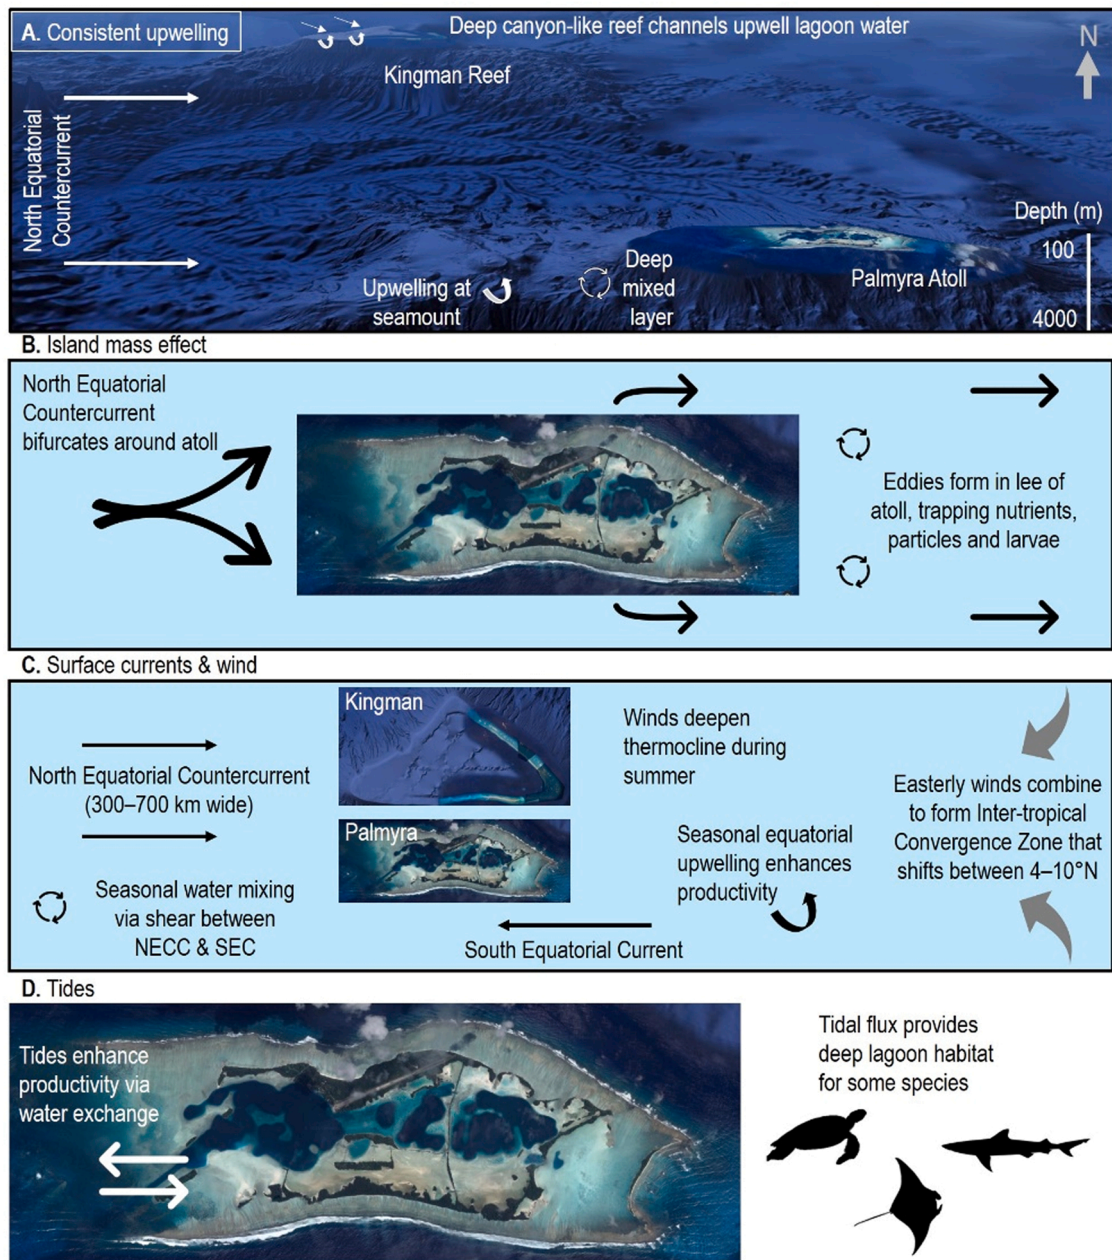 A. Consistent upwelling
Deep canyon-like reef channels upwell lagoon water
N
Kingman Reef
North Equatorial
Countercurrent
Depth (m)
100
4000
Upwelling at
seamount
Deep
mixed
layer
Palmyra Atoll
B. Island mass effect
North Equatorial
Countercurrent
bifurcates around atoll
Eddies form in lee of
atoll, trapping nutrients,
particles and larvae
C. Surface currents & wind
Kingman
North Equatorial Countercurrent
(300–700 km wide)
Palmyra
Seasonal water mixing
via shear between
NECC & SEC
Winds deepen
thermocline during
summer
Seasonal equatorial
upwelling enhances
productivity
South Equatorial Current
Easterly winds combine
to form Inter-tropical
Convergence Zone that
shifts between 4–10°N
D. Tides
Tides enhance
productivity via
water exchange
Tidal flux provides
deep lagoon habitat
for some species